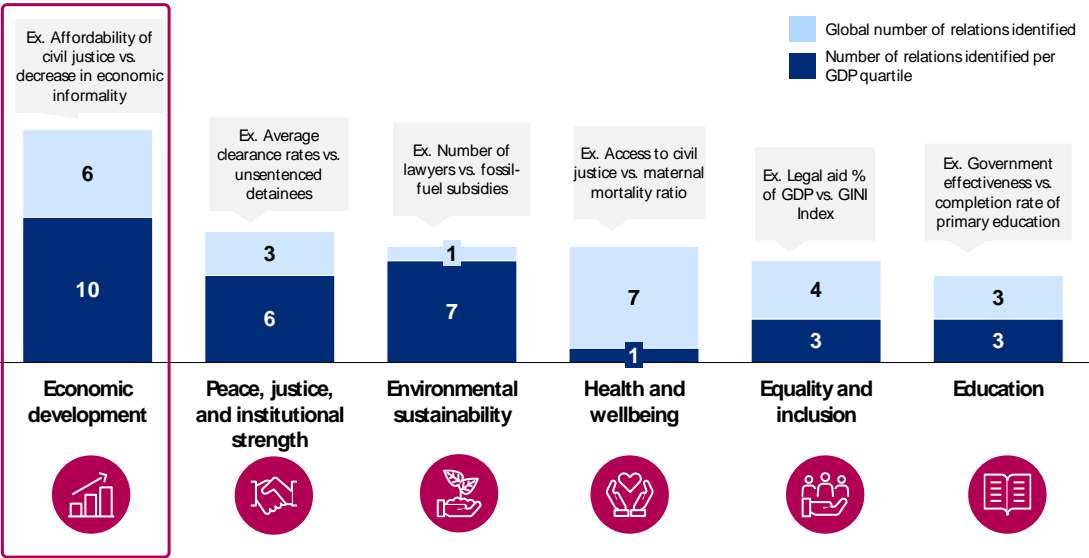 Ex. Affordability of
civil justice vs.
decrease in economic
informality
Global number of relations identified
Number of relations identified per
GDP quartile
Ex. Average
clearance rates vs.
unsentenced
detainees
Ex. Number of
lawyers vs. fossil-
fuel subsidies
Ex. Access to civil
justice vs. maternal
mortality ratio
Ex. Legal aid %
of GDP vs. GINI
Index
Ex. Government
effectiveness vs.
completion rate of
primary education
6
10
3
6
1
7
7
1
4
3
3
3
Economic
development
Peace, justice,
and institutional
strength
Environmental
sustainability
Health and
wellbeing
Equality and
inclusion
Education